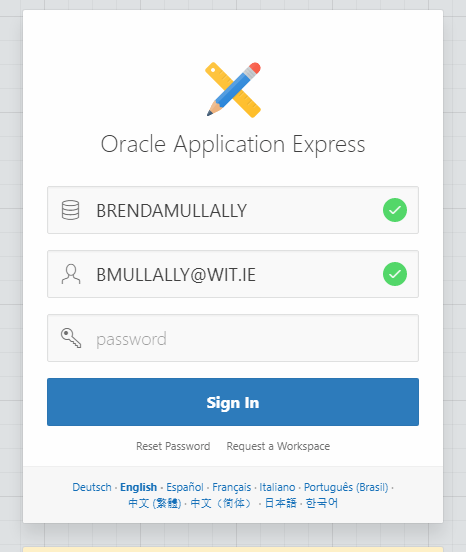 Oracle Application Express
BRENDAMULLALLY
BMULLALLY@WIT.IE
password
Sign In
Reset Password Request a Workspace
Deutsch · English · Español · Français · Italiano · Português (Brasil) ·
中文 (繁體) · 中文（简体） · 日本語 · 한국어